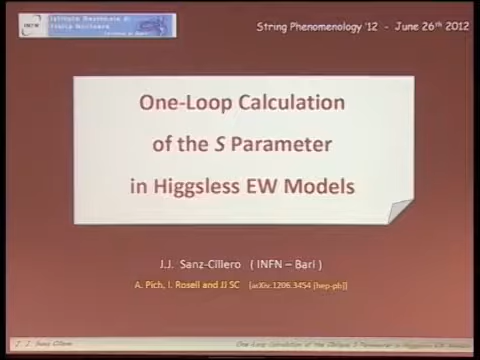 INFN
Istituto Nazionale di
Fisica Nucleare
String Phenomenology '12 - June 26th 2012
One-Loop Calculation
of the S Parameter
in Higgsless EW Models
J.J. Sanz-Cillero ( INFN – Bari )
A. Pich, I. Rosell and JJ SC [arXiv:1206.3454 [hep-ph]]
J. J. Sanz Cillero
One-Loop Calculation of the Oblique S Parameter in Higgsless EW Models